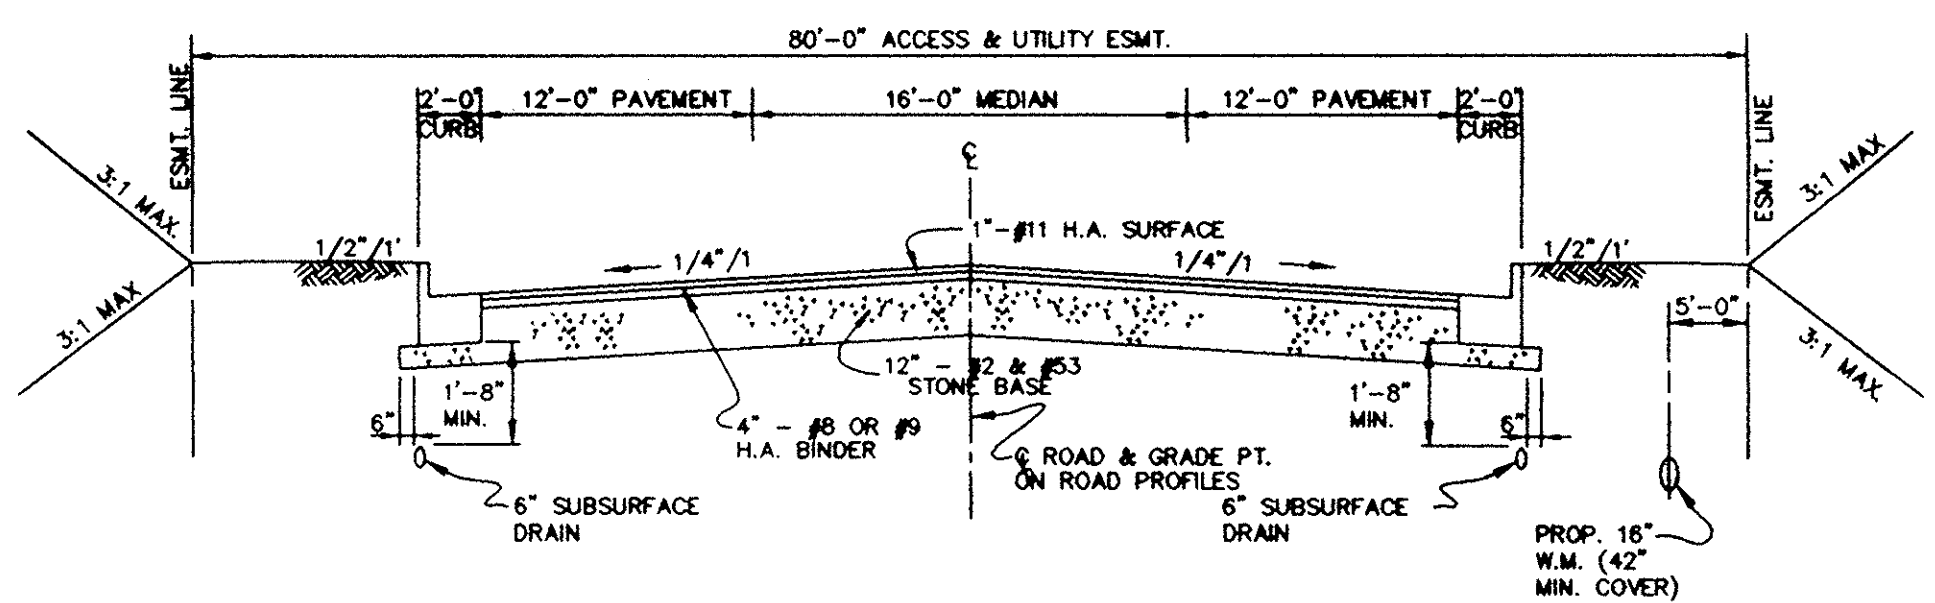 80'-0" ACCESS & UTILITY ESMT.
ESMT. LINE
2'-0"
CURB
12'-0" PAVEMENT
16'-0" MEDIAN
12'-0" PAVEMENT
2'-0"
CURB
ESMT. LINE
℄
3:1 MAX.
3:1 MAX
1/2"/1'
1/4"/1
1"-#11 H.A. SURFACE
1/4"/1
1/2"/1'
3:1 MAX
3:1 MAX.
5'-0"
12" - #2 & #53
STONE BASE
1'-8"
MIN.
6"
4" - #8 OR #9
H.A. BINDER
1'-8"
MIN.
6"
℄ ROAD & GRADE PT.
ON ROAD PROFILES
6" SUBSURFACE
DRAIN
6" SUBSURFACE
DRAIN
PROP. 16"
W.M. (42"
MIN. COVER)